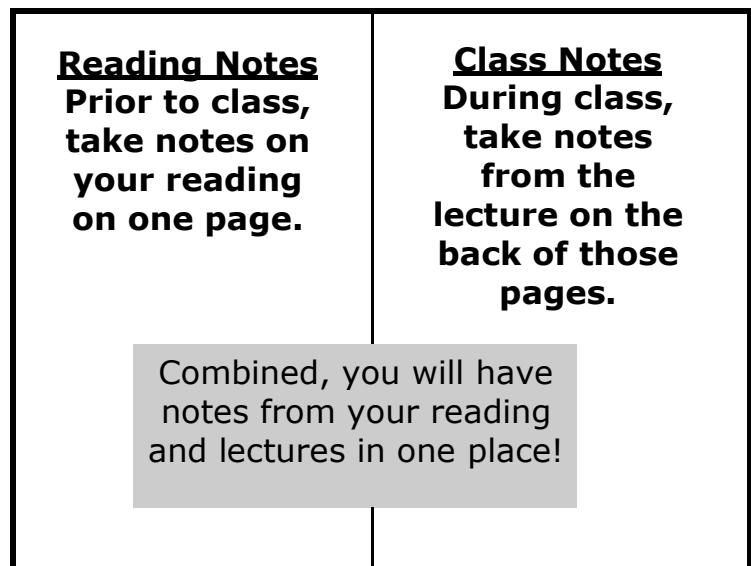 Reading Notes
Prior to class,
take notes on
your reading
on one page.
Class Notes
During class,
take notes
from the
lecture on the
back of those
pages.
Combined, you will have
notes from your reading
and lectures in one place!